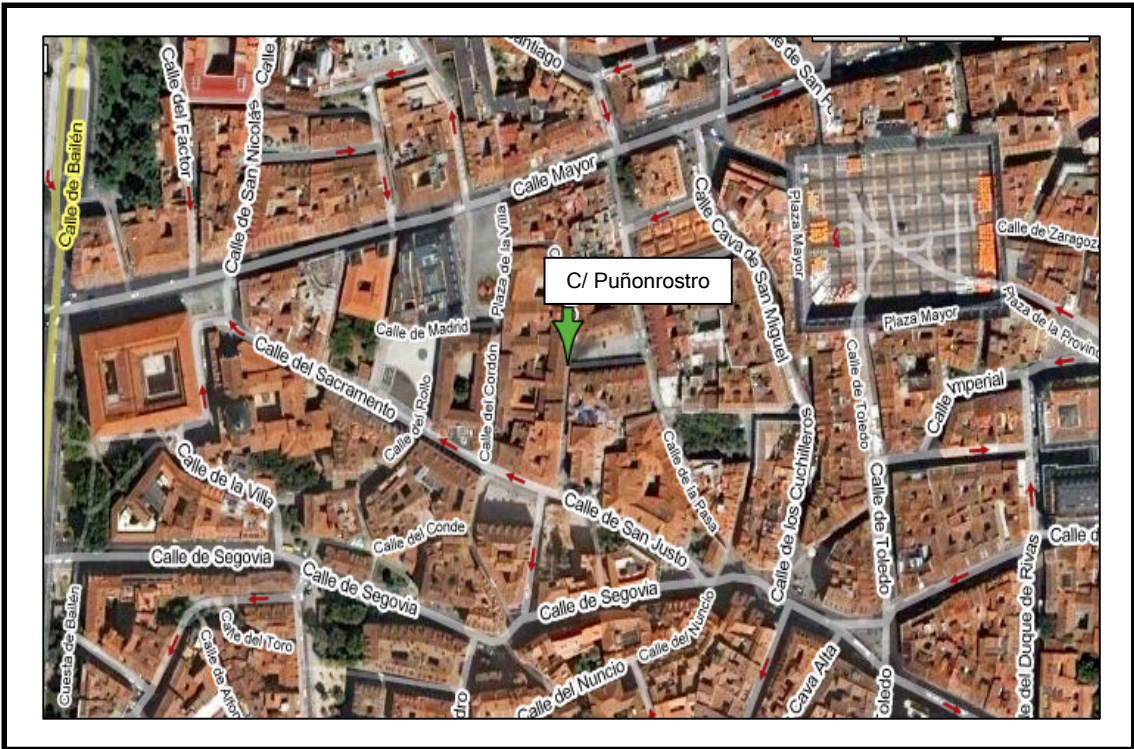 Calle del Factor
Calle
Santiago
Calle de San Nicolás
Calle de Bailén
Calle Mayor
Plaza de la Villa
Calle Cava de San Miguel
Plaza Mayor
Calle de Zaragoza
C/ Puñonrostro
Plaza Mayor
Plaza de la Provinc
Calle de Madrid
Calle del Sacramento
Calle del Rollo
Calle del Cordón
Calle de Toledo
Calle Imperial
Calle de la Villa
Calle de la Pasa
Calle de los Cuchilleros
Calle de Toledo
Calle del Conde
Calle de San Justo
Calle de Segovia
Calle de Segovia
Calle de Segovia
Calle d
Cuesta de Bailén
Calle del Toro
Calle de Alfon
Calle del Nuncio
Calle del Nuncio
Cava Alta
Toledo
le del Duque de Rivas
dro